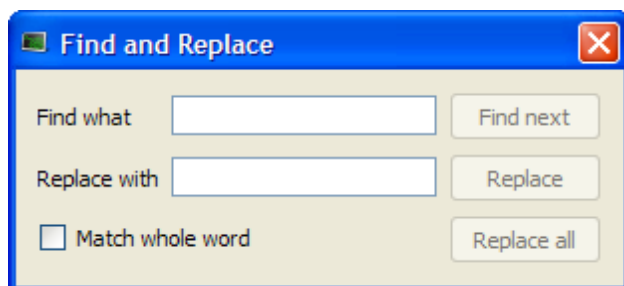 Find and Replace
Find what Find next
Replace with Replace
Match whole word Replace all